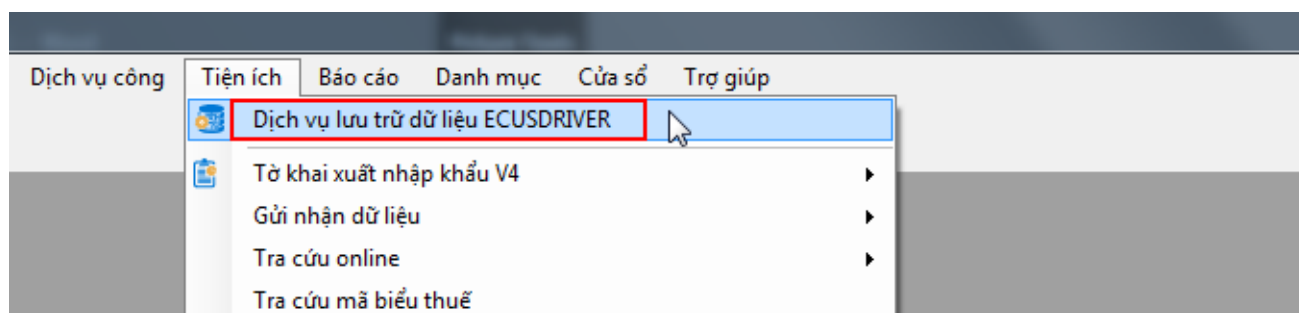 Dịch vụ công Tiện ích Báo cáo Danh mục Cửa sổ Trợ giúp
Dịch vụ lưu trữ dữ liệu ECUSDRIVER
Tờ khai xuất nhập khẩu V4
Gửi nhận dữ liệu
Tra cứu online
Tra cứu mã biểu thuế